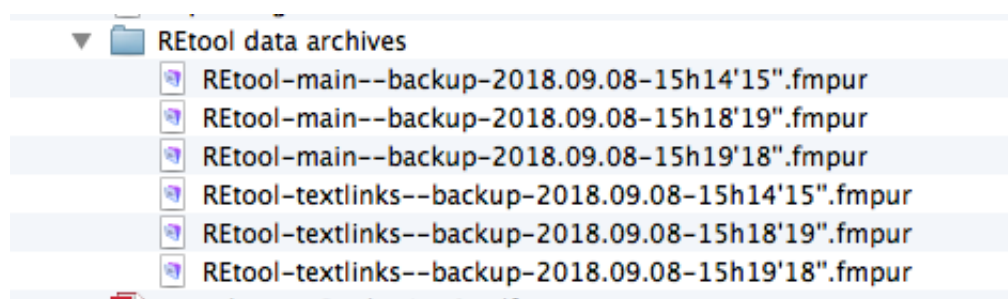 REtool data archives
REtool-main--backup-2018.09.08-15h14'15".fmpur
REtool-main--backup-2018.09.08-15h18'19".fmpur
REtool-main--backup-2018.09.08-15h19'18".fmpur
REtool-textlinks--backup-2018.09.08-15h14'15".fmpur
REtool-textlinks--backup-2018.09.08-15h18'19".fmpur
REtool-textlinks--backup-2018.09.08-15h19'18".fmpur